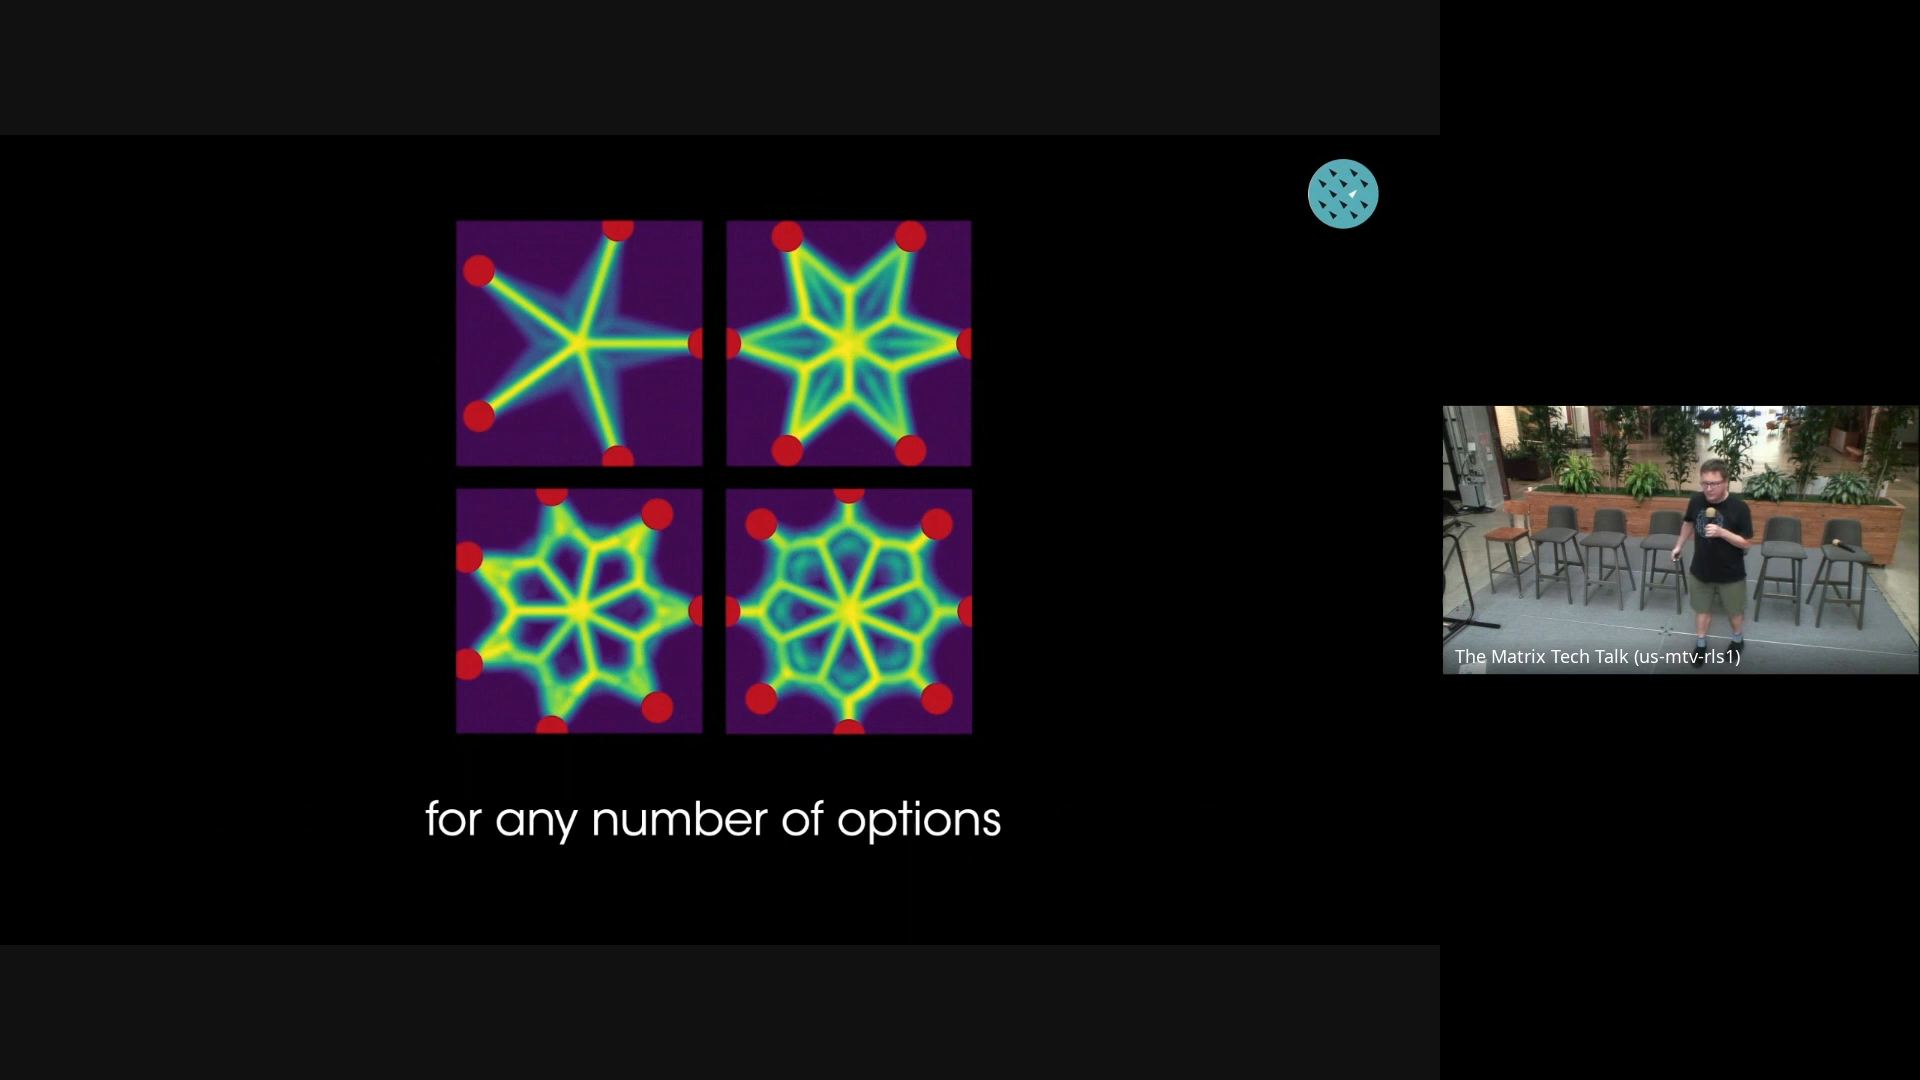 for any number of options
The Matrix Tech Talk (us-mtv-rls1)